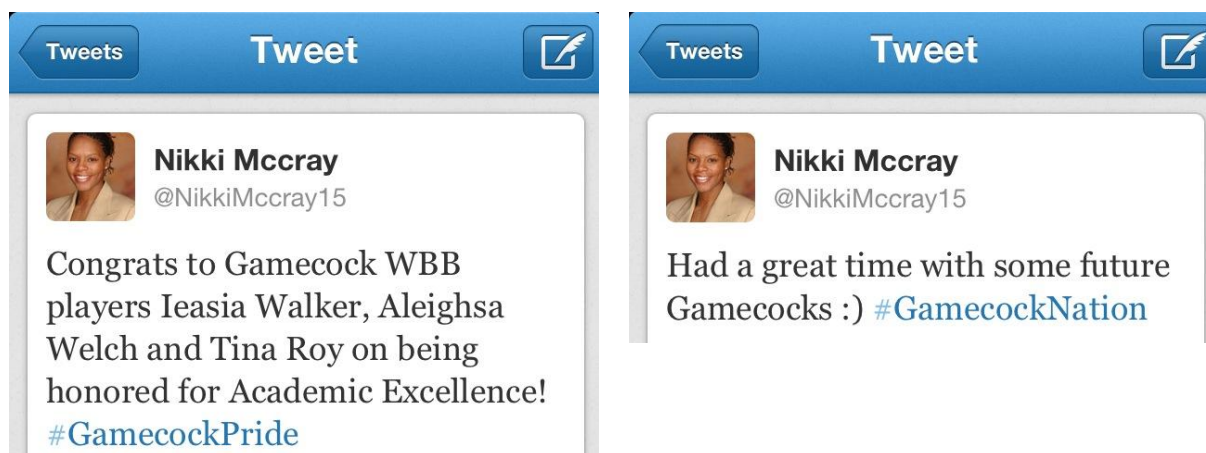 Tweets
Tweet
Nikki Mccray
@NikkiMccray15
Congrats to Gamecock WBB
players Ieasia Walker, Aleighsa
Welch and Tina Roy on being
honored for Academic Excellence!
#GamecockPride
Tweets
Tweet
Nikki Mccray
@NikkiMccray15
Had a great time with some future
Gamecocks :) #GamecockNation